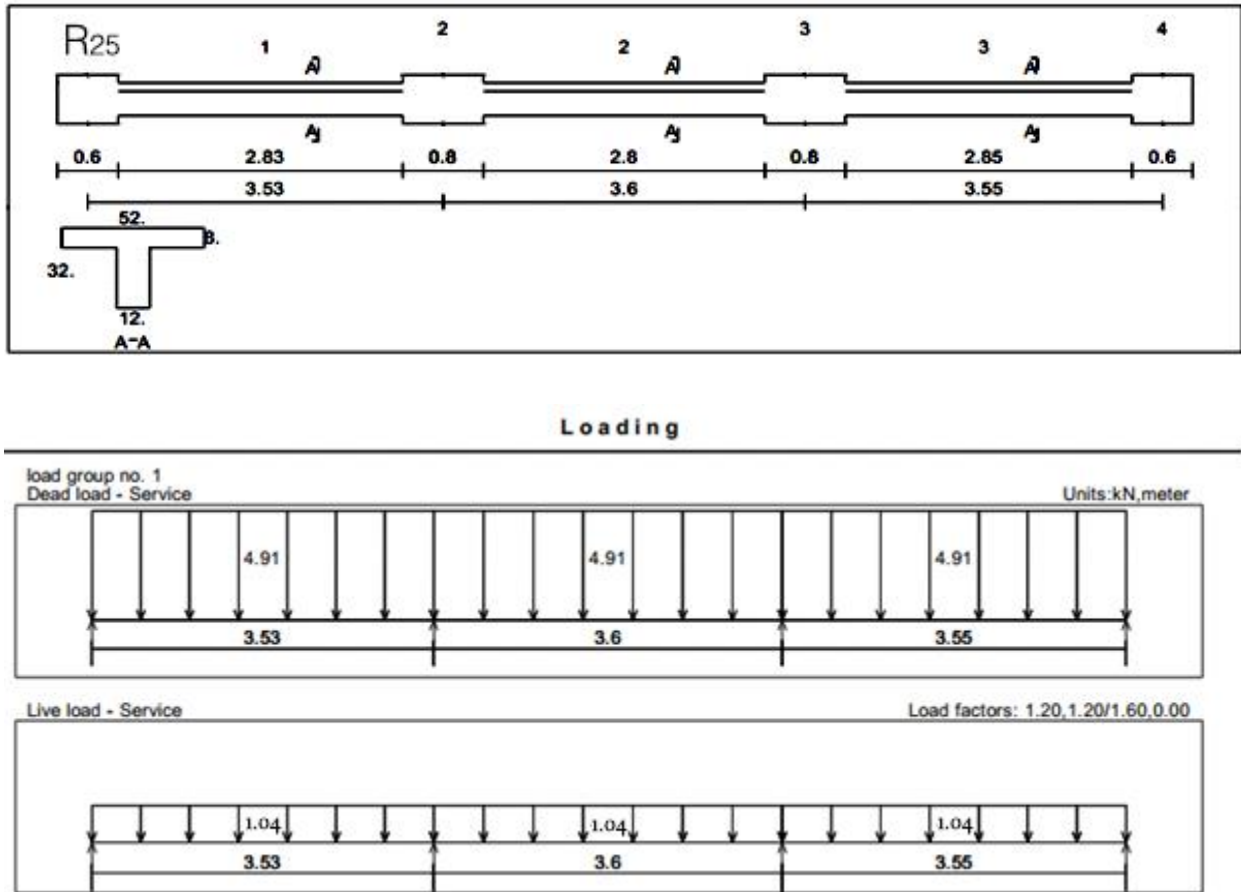 R25
1 2 2 3 3 4
A A A
A A A
0.6 2.83 0.8 2.8 0.8 2.85 0.6
3.53 3.6 3.55
52.
8.
32.
12.
A-A
Loading
load group no. 1
Dead load - Service Units:kN,meter
4.91 4.91 4.91
3.53 3.6 3.55
Live load - Service Load factors: 1.20,1.20/1.60,0.00
1.04 1.04 1.04
3.53 3.6 3.55